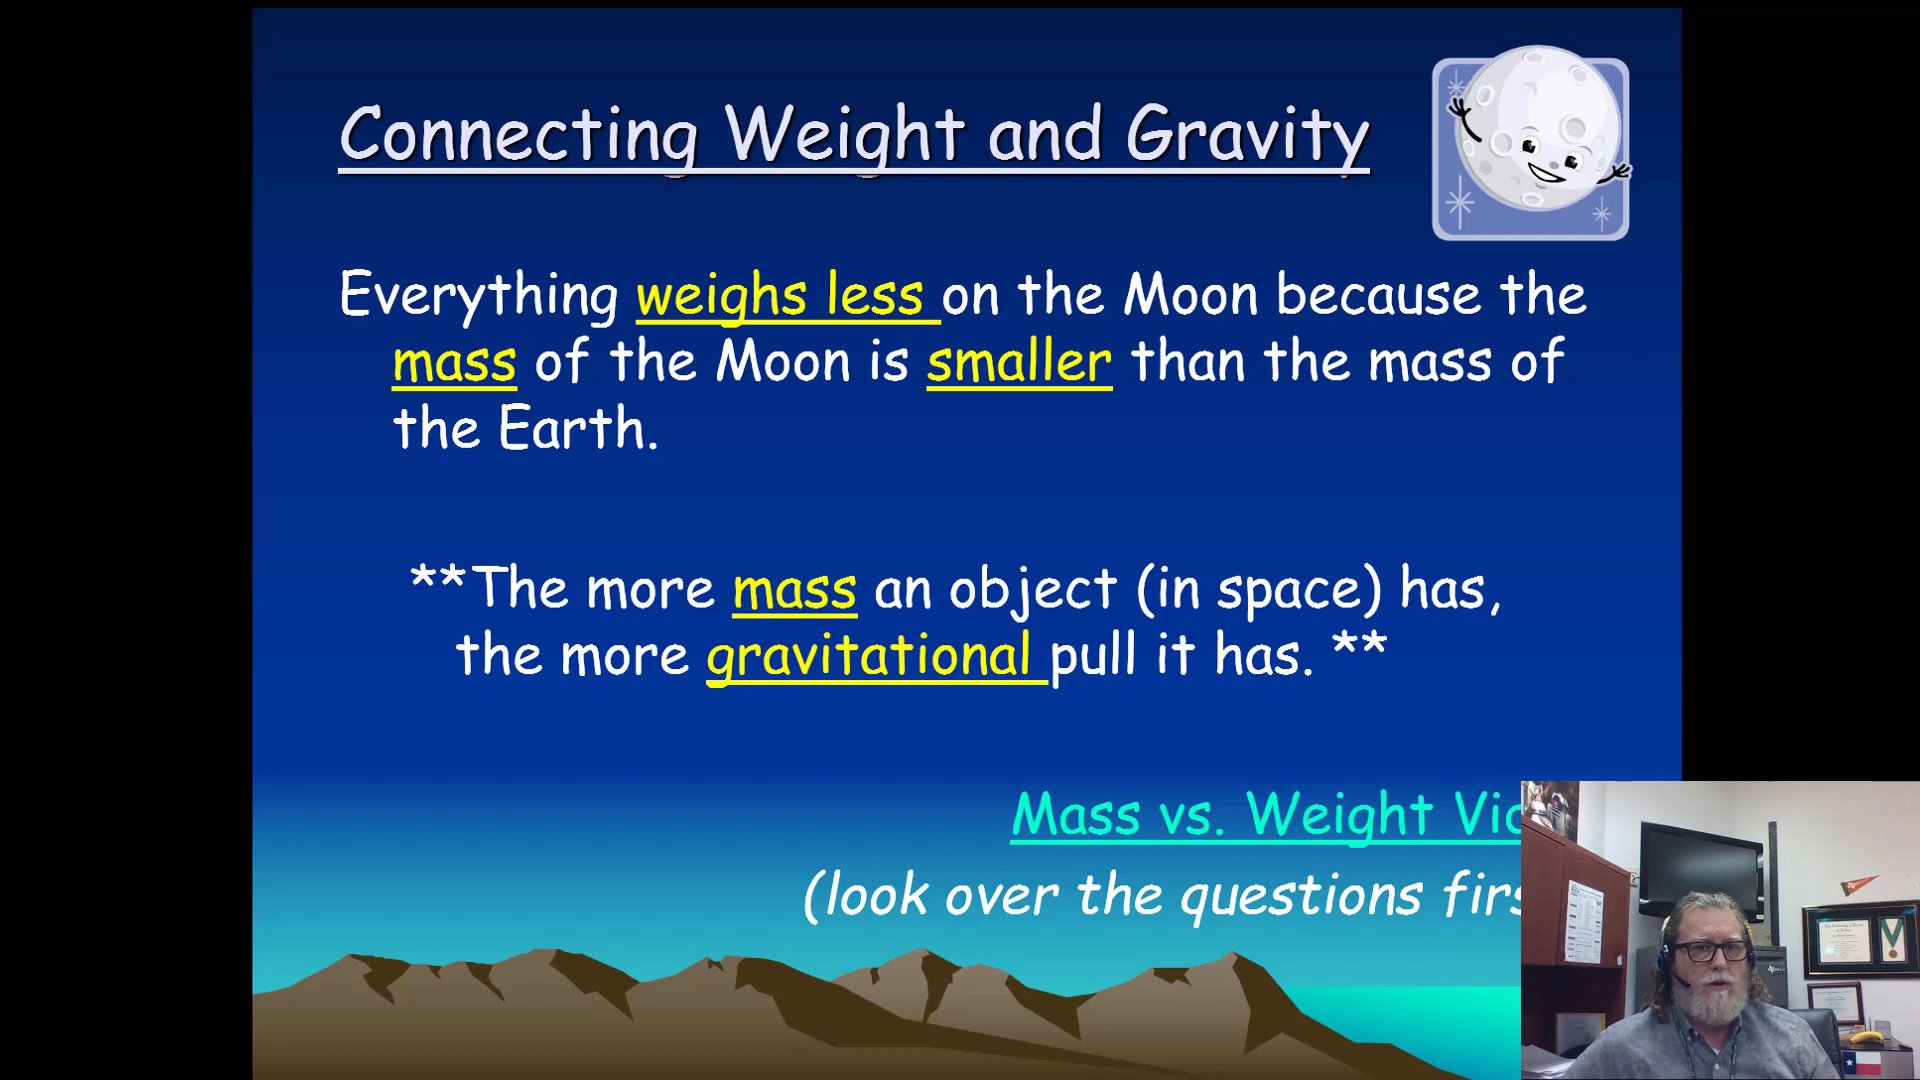 Connecting Weight and Gravity
Everything weighs less on the Moon because the
mass of the Moon is smaller than the mass of
the Earth.
**The more mass an object (in space) has,
the more gravitational pull it has. **
Mass vs. Weight
(look over the questions